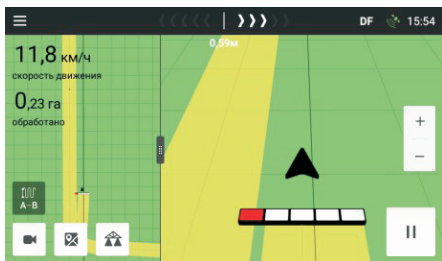 DF 15:54
0,59м
11,8 км/ч
скорость движения
0,23 га
обработано
+
−
A-B